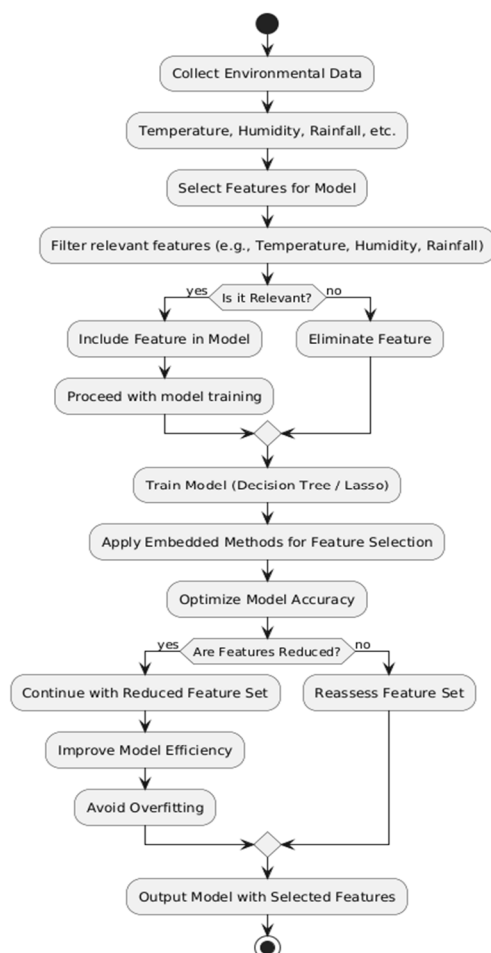 Collect Environmental Data
Temperature, Humidity, Rainfall, etc.
Select Features for Model
Filter relevant features (e.g., Temperature, Humidity, Rainfall)
yes
Is it Relevant?
no
Include Feature in Model
Eliminate Feature
Proceed with model training
Train Model (Decision Tree / Lasso)
Apply Embedded Methods for Feature Selection
Optimize Model Accuracy
yes
Are Features Reduced?
no
Continue with Reduced Feature Set
Reassess Feature Set
Improve Model Efficiency
Avoid Overfitting
Output Model with Selected Features